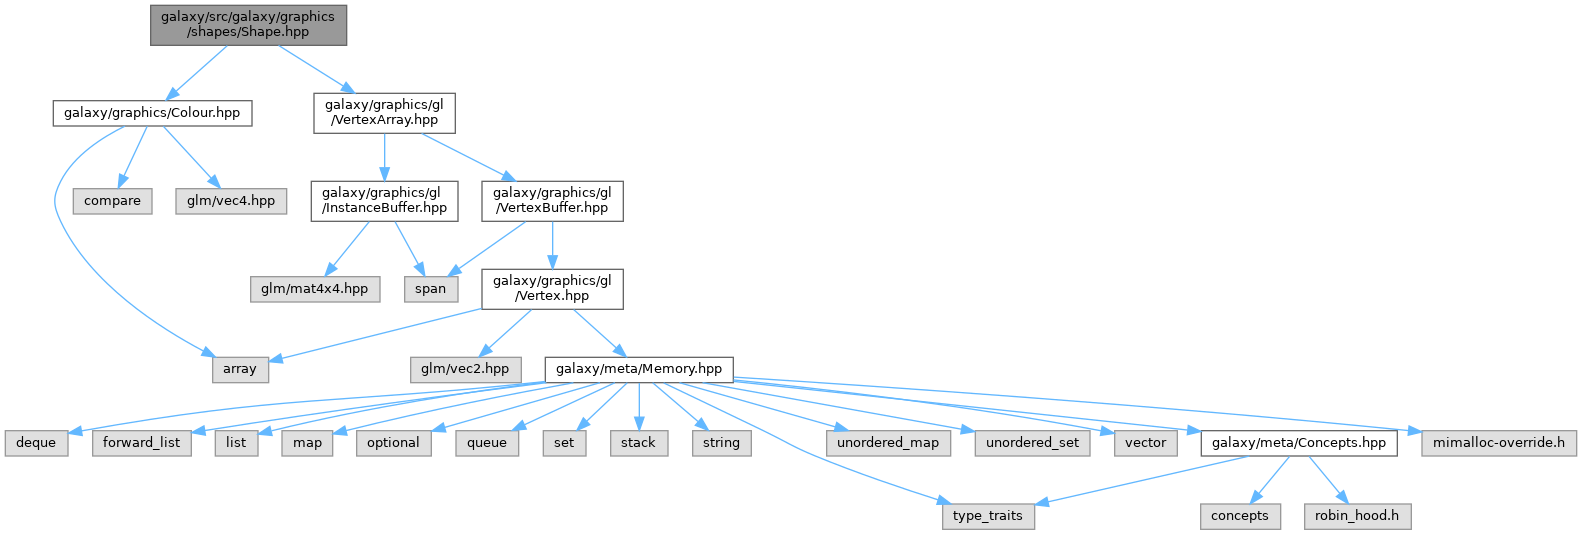 galaxy/src/galaxy/graphics
/shapes/Shape.hpp
galaxy/graphics/Colour.hpp
galaxy/graphics/gl
/VertexArray.hpp
compare
glm/vec4.hpp
galaxy/graphics/gl
/InstanceBuffer.hpp
galaxy/graphics/gl
/VertexBuffer.hpp
glm/mat4x4.hpp
span
galaxy/graphics/gl
/Vertex.hpp
array
glm/vec2.hpp
galaxy/meta/Memory.hpp
deque
forward_list
list
map
optional
queue
set
stack
string
unordered_map
unordered_set
vector
galaxy/meta/Concepts.hpp
mimalloc-override.h
type_traits
concepts
robin_hood.h